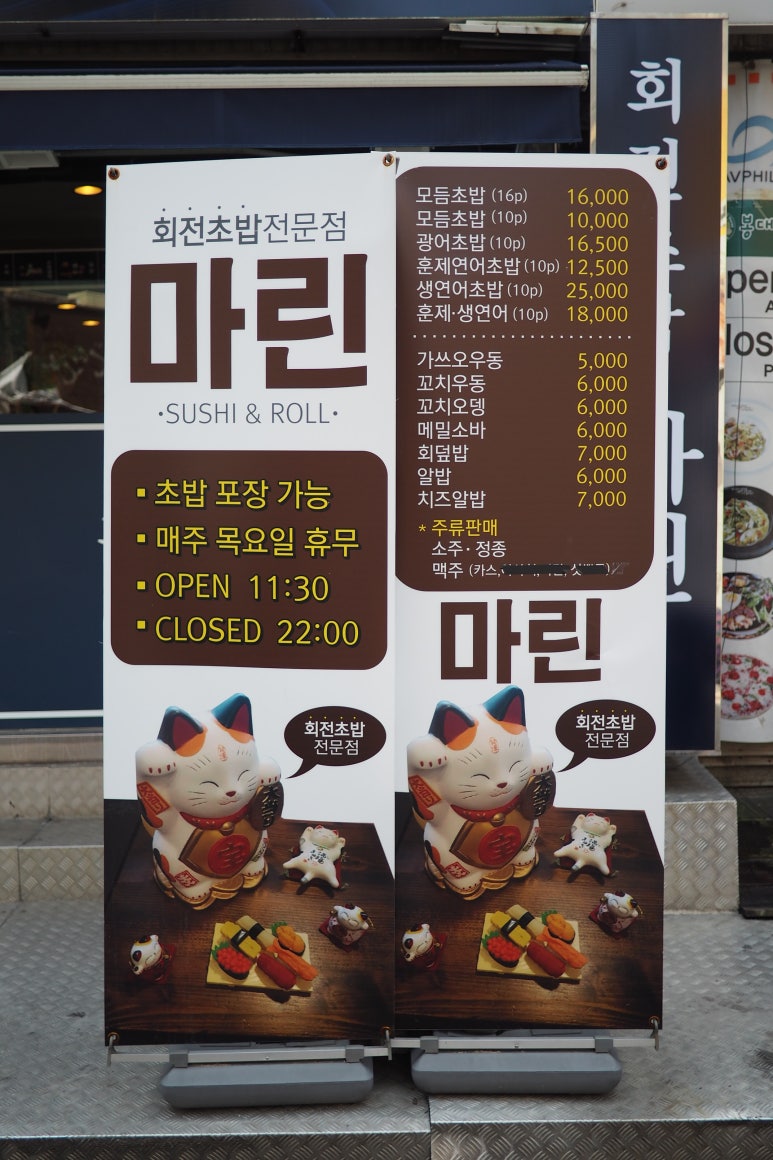 회전초밥전문점
마린
·SUSHI & ROLL·
▪ 초밥 포장 가능
▪ 매주 목요일 휴무
▪ OPEN 11:30
▪ CLOSED 22:00
회전초밥
전문점
모듬초밥 (16p) 16,000
모듬초밥 (10p) 10,000
광어초밥 (10p) 16,500
훈제연어초밥 (10p) 12,500
생연어초밥 (10p) 25,000
훈제·생연어 (10p) 18,000
가쓰오우동 5,000
꼬치우동 6,000
꼬치오뎅 6,000
메밀소바 6,000
회덮밥 7,000
알밥 6,000
치즈알밥 7,000
* 주류판매
소주 · 정종
맥주 (카스,
마린
회전초밥
전문점
회전
AVPHIL
봉대